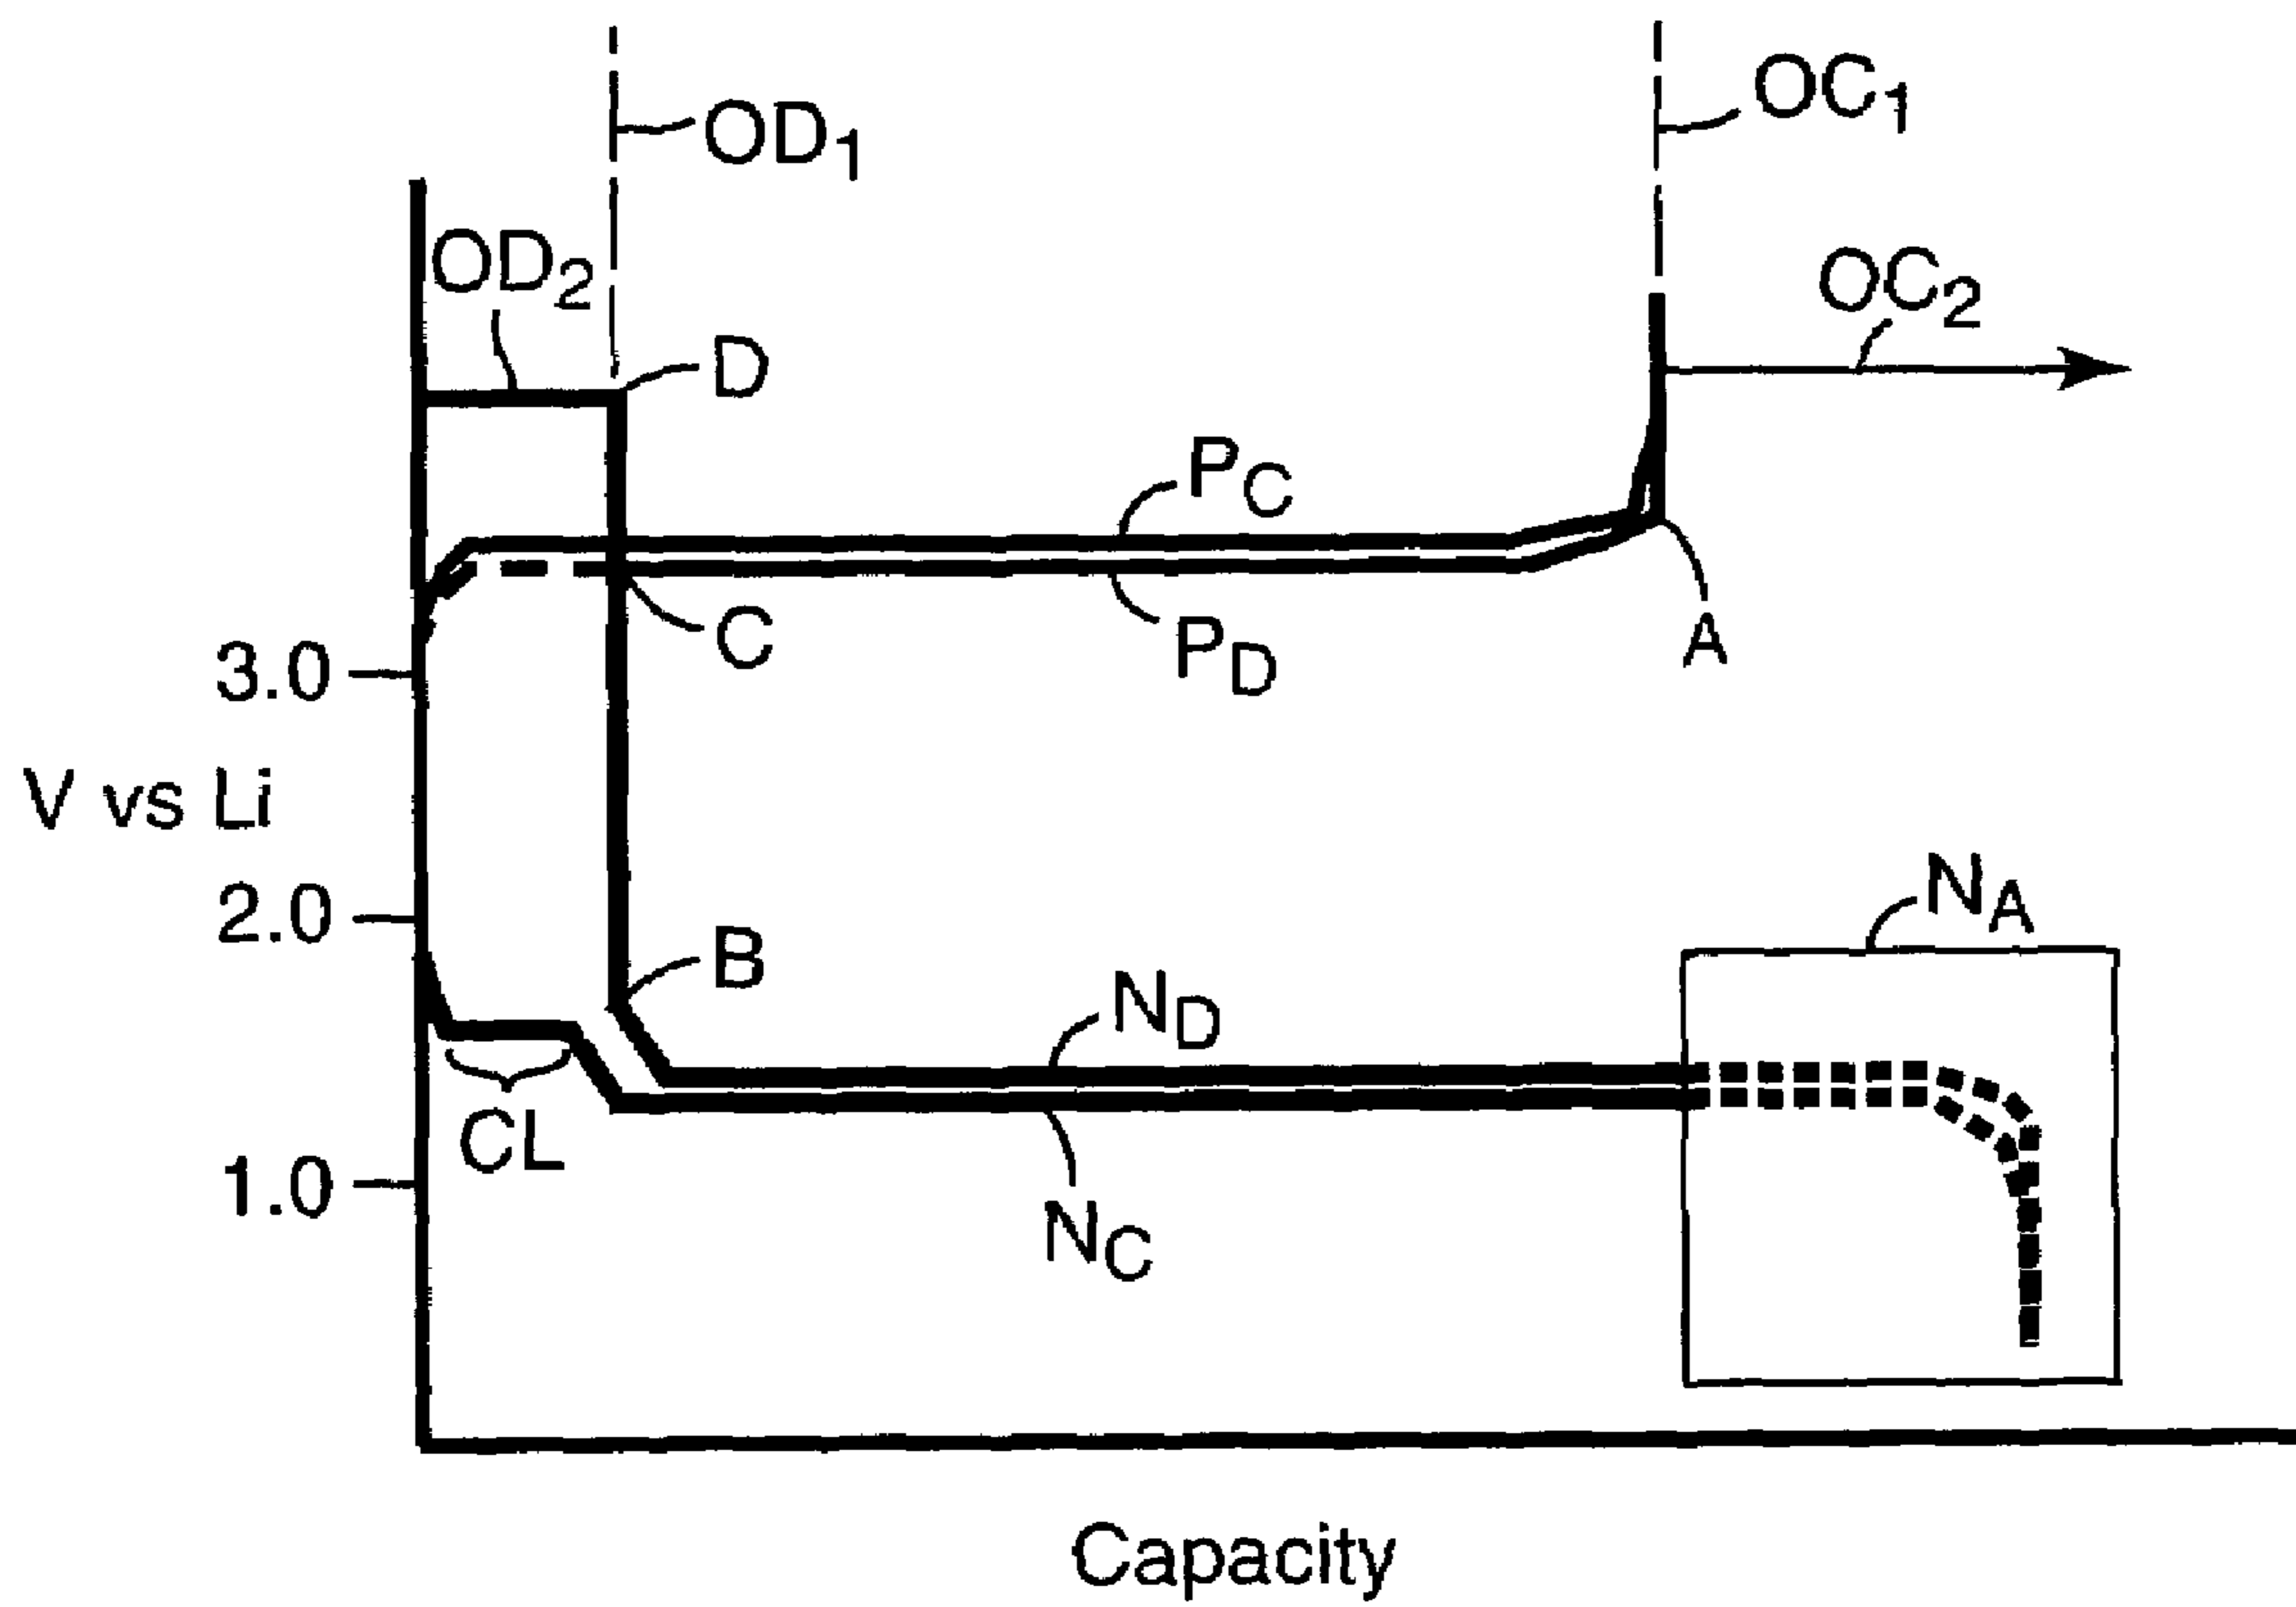 OD1
OC1
OD2
OC2
D
PC
C
PD
A
3.0
V vs Li
2.0
NA
B
ND
CL
1.0
NC
Capacity